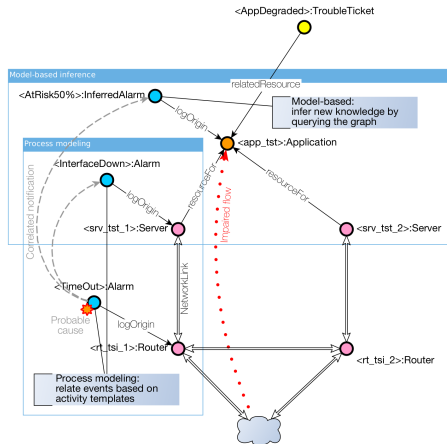 <AppDegraded>:TroubleTicket
relatedResource
Model-based inference
<AtRisk50%>:InferredAlarm
logOrigin
Model-based:
infer new knowledge by
querying the graph
<app_tst>:Application
Process modeling
<InterfaceDown>:Alarm
logOrigin
resourceFor
resourceFor
Correlated notification
Impaired flow
<srv_tst_1>:Server
<srv_tst_2>:Server
NetworkLink
<TimeOut>:Alarm
Probable
cause
logOrigin
<rt_tsi_1>:Router
<rt_tsi_2>:Router
Process modeling:
relate events based on
activity templates